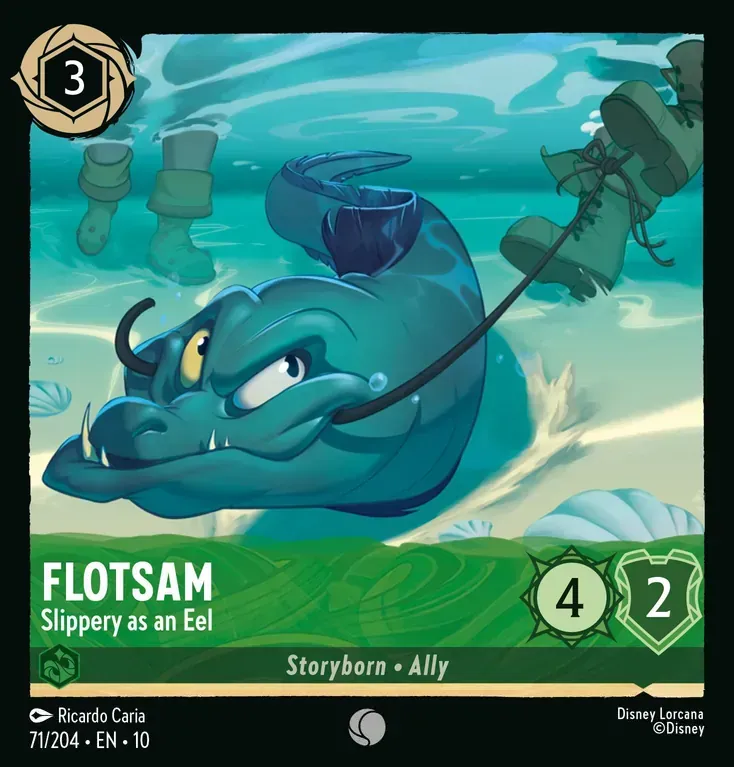 3
FLOTSAM
Slippery as an Eel
4
2
Storyborn • Ally
Ricardo Caria
71/204 • EN • 10
Disney Lorcana
©Disney